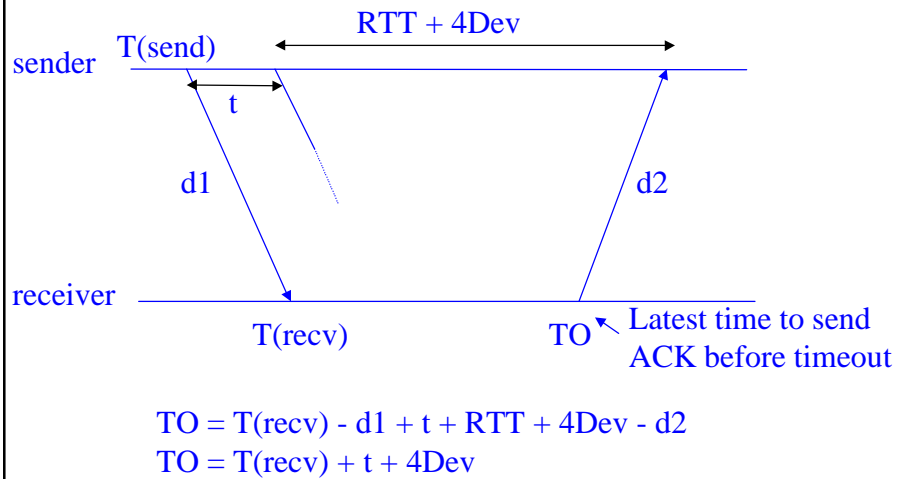 RTT + 4Dev
T(send)
sender
t
d1
d2
receiver
T(recv)
TO
Latest time to send
ACK before timeout
TO = T(recv) - d1 + t + RTT + 4Dev - d2
TO = T(recv) + t + 4Dev